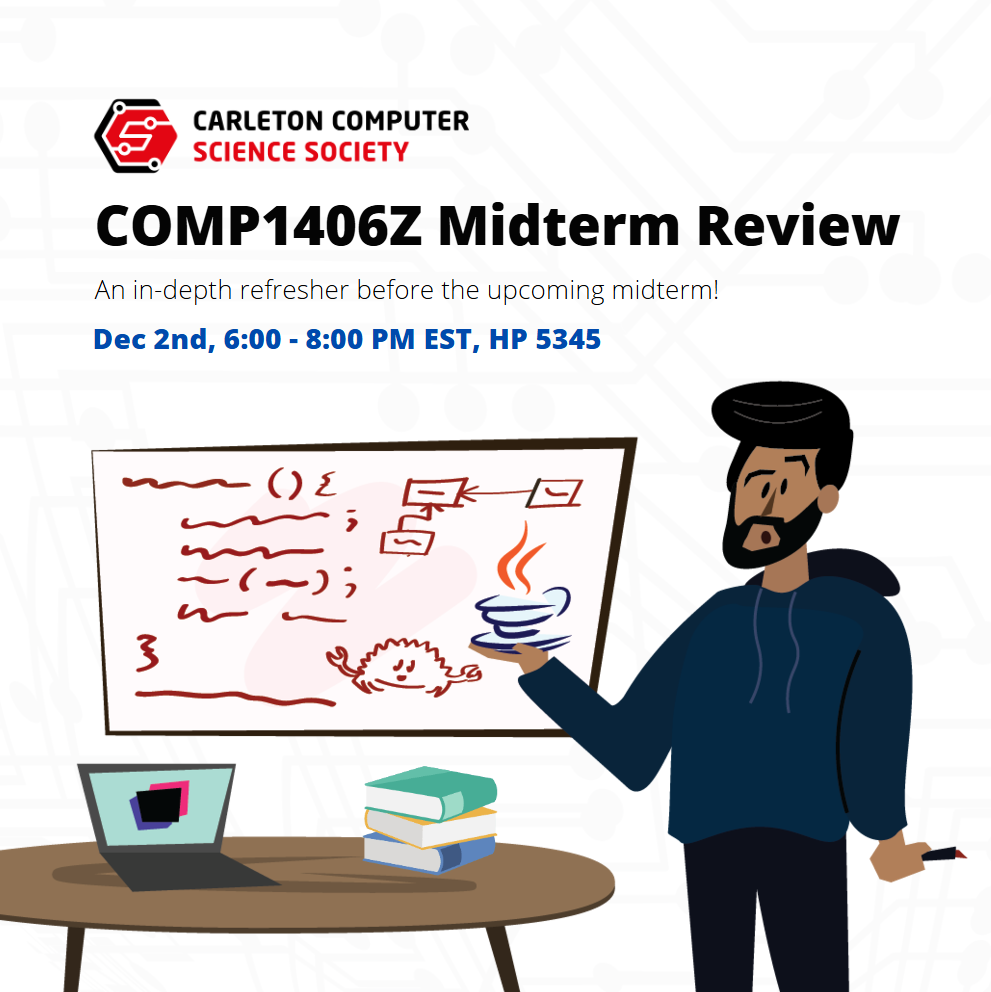 CARLETON COMPUTER
SCIENCE SOCIETY
COMP1406Z Midterm Review
An in-depth refresher before the upcoming midterm!
Dec 2nd, 6:00 - 8:00 PM EST, HP 5345
(){
;
( );
}